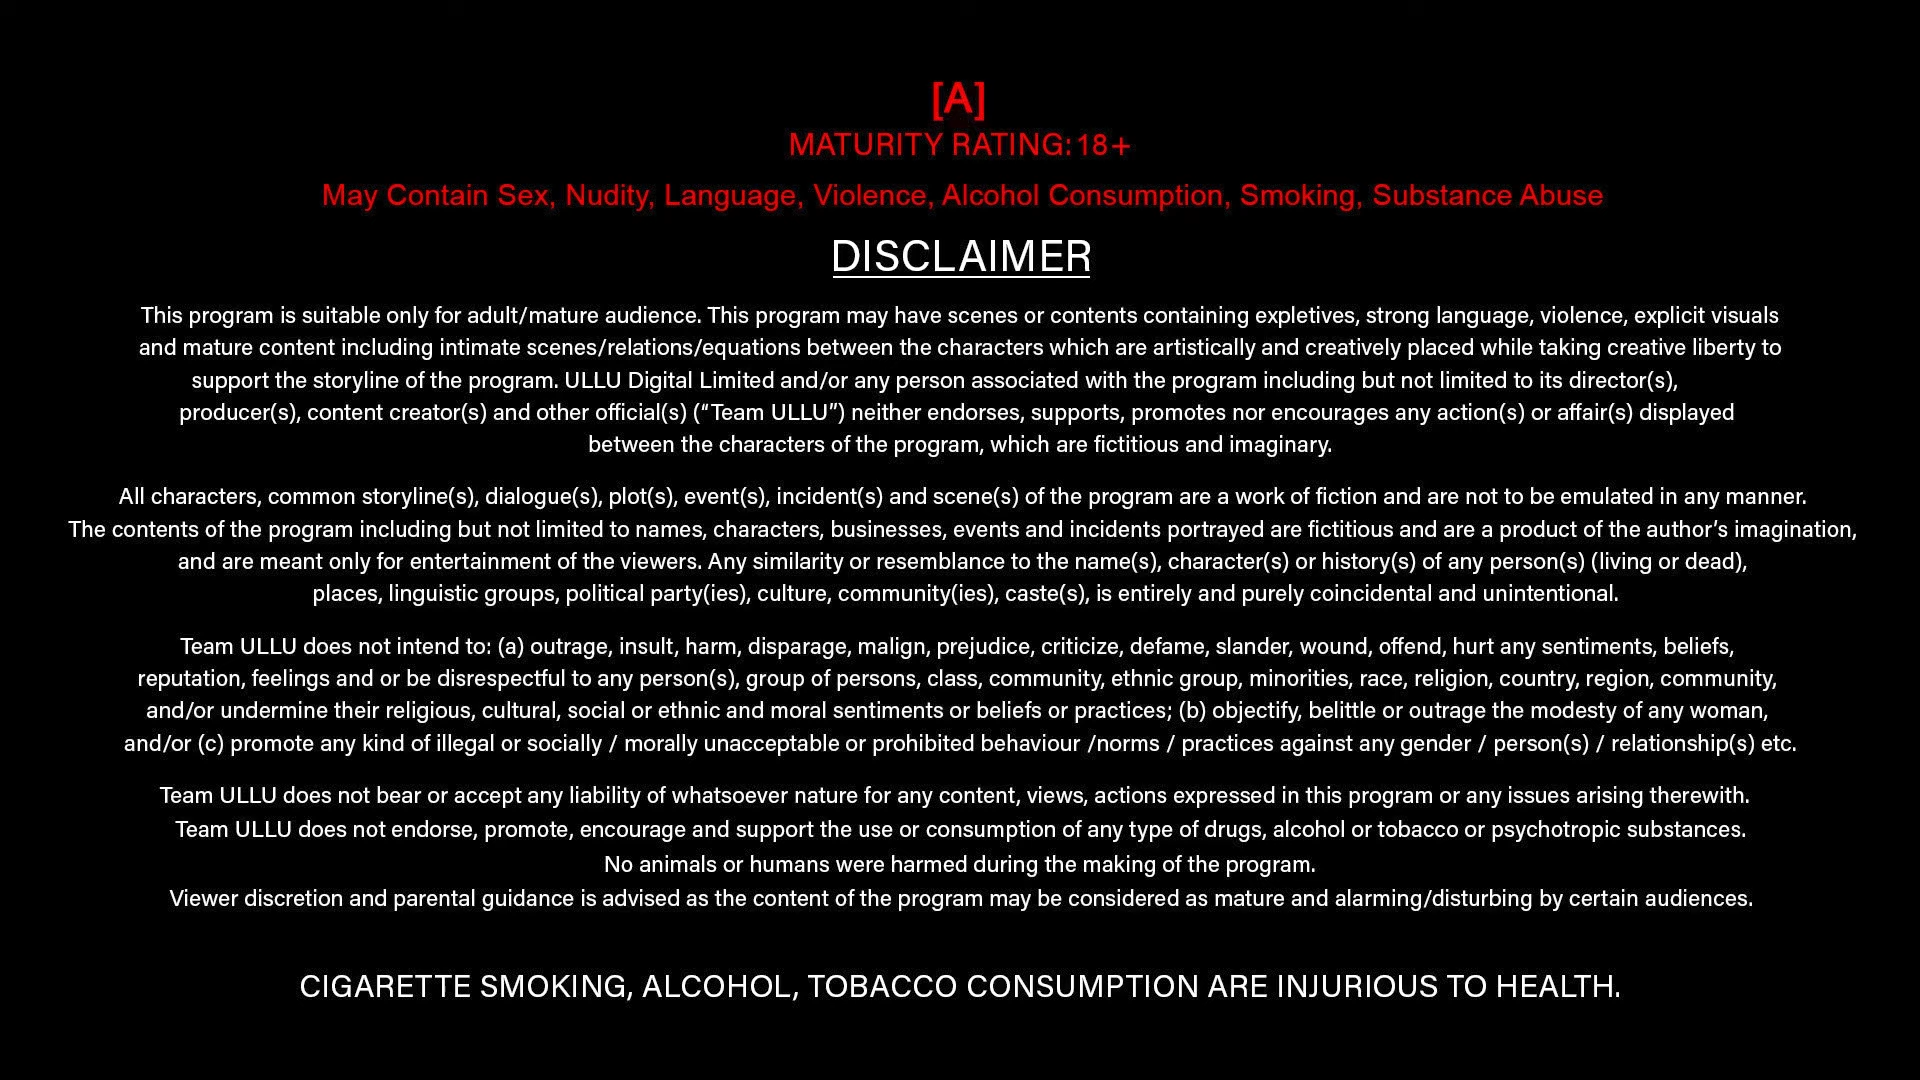 [A]
MATURITY RATING:18+
May Contain Sex, Nudity, Language, Violence, Alcohol Consumption, Smoking, Substance Abuse
DISCLAIMER
This program is suitable only for adult/mature audience. This program may have scenes or contents containing expletives, strong language, violence, explicit visuals
and mature content including intimate scenes/relations/equations between the characters which are artistically and creatively placed while taking creative liberty to
support the storyline of the program. ULLU Digital Limited and/or any person associated with the program including but not limited to its director(s),
producer(s), content creator(s) and other official(s) (“Team ULLU”) neither endorses, supports, promotes nor encourages any action(s) or affair(s) displayed
between the characters of the program, which are fictitious and imaginary.
All characters, common storyline(s), dialogue(s), plot(s), event(s), incident(s) and scene(s) of the program are a work of fiction and are not to be emulated in any manner.
The contents of the program including but not limited to names, characters, businesses, events and incidents portrayed are fictitious and are a product of the author’s imagination,
and are meant only for entertainment of the viewers. Any similarity or resemblance to the name(s), character(s) or history(s) of any person(s) (living or dead),
places, linguistic groups, political party(ies), culture, community(ies), caste(s), is entirely and purely coincidental and unintentional.
Team ULLU does not intend to: (a) outrage, insult, harm, disparage, malign, prejudice, criticize, defame, slander, wound, offend, hurt any sentiments, beliefs,
reputation, feelings and or be disrespectful to any person(s), group of persons, class, community, ethnic group, minorities, race, religion, country, region, community,
and/or undermine their religious, cultural, social or ethnic and moral sentiments or beliefs or practices; (b) objectify, belittle or outrage the modesty of any woman,
and/or (c) promote any kind of illegal or socially / morally unacceptable or prohibited behaviour /norms / practices against any gender / person(s) / relationship(s) etc.
Team ULLU does not bear or accept any liability of whatsoever nature for any content, views, actions expressed in this program or any issues arising therewith.
Team ULLU does not endorse, promote, encourage and support the use or consumption of any type of drugs, alcohol or tobacco or psychotropic substances.
No animals or humans were harmed during the making of the program.
Viewer discretion and parental guidance is advised as the content of the program may be considered as mature and alarming/disturbing by certain audiences.
CIGARETTE SMOKING, ALCOHOL, TOBACCO CONSUMPTION ARE INJURIOUS TO HEALTH.